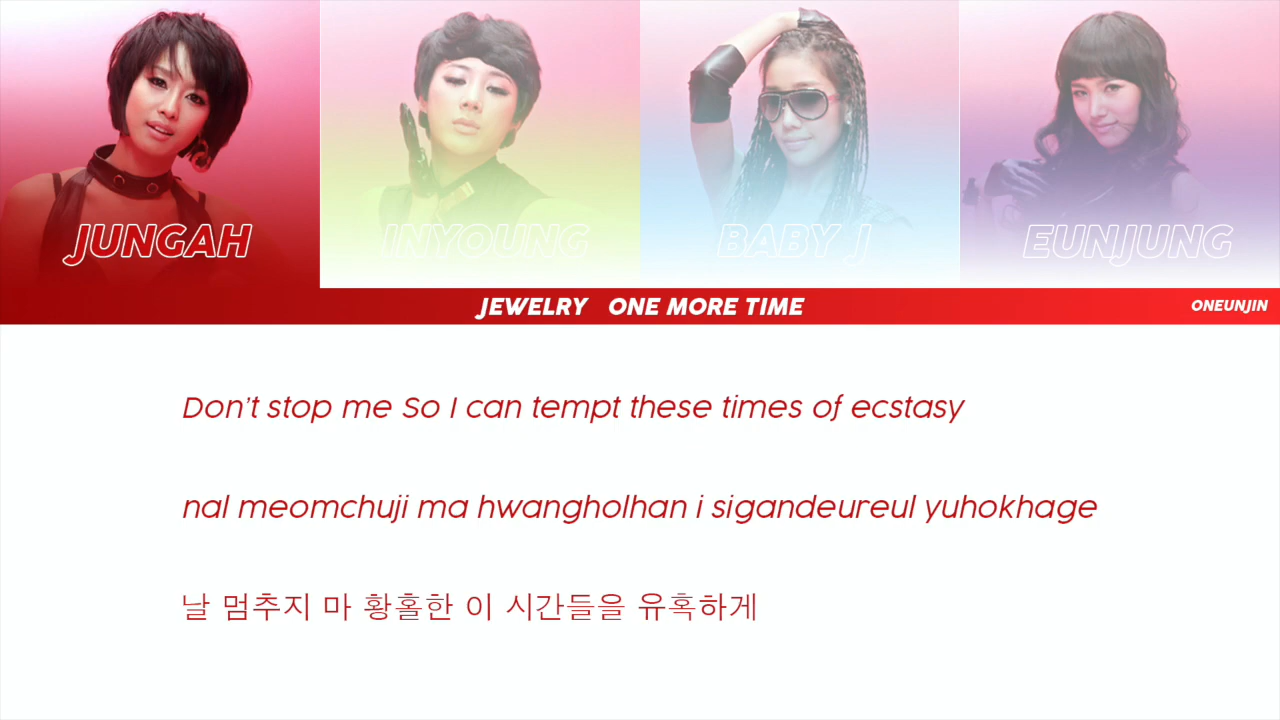 JUNGAH INYOUNG BABY J EUNJUNG
JEWELRY ONE MORE TIME ONEUNJIN
Don't stop me So I can tempt these times of ecstasy
nal meomchuji ma hwangholhan i sigandeureul yuhokhage
날 멈추지 마 황홀한 이 시간들을 유혹하게